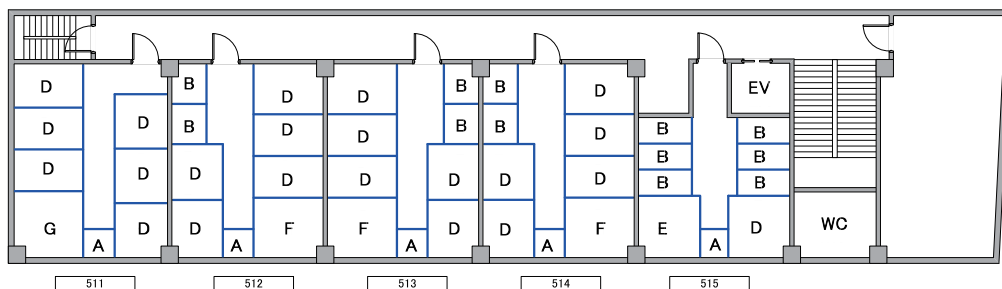 EV
D B D D B B D
D D B D B B D B B
D D D D D B B
D D D D D D B B
G D D F F D D F E D WC
A A A A A
511 512 513 514 515